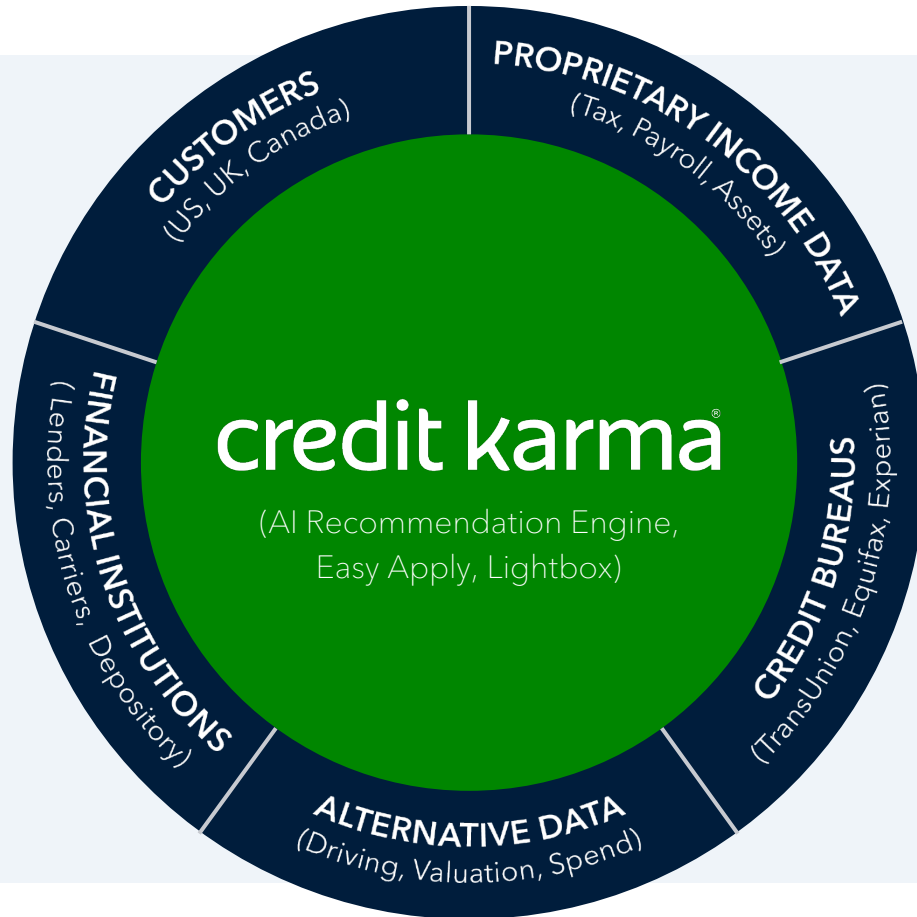 PROPRIETARY INCOME DATA
(Tax, Payroll, Assets)
CUSTOMERS
(US, UK, Canada)
credit karma®
(AI Recommendation Engine,
Easy Apply, Lightbox)
CREDIT BUREAUS
(TransUnion, Equifax, Experian)
FINANCIAL INSTITUTIONS
( Lenders, Carriers, Depository)
ALTERNATIVE DATA
(Driving, Valuation, Spend)